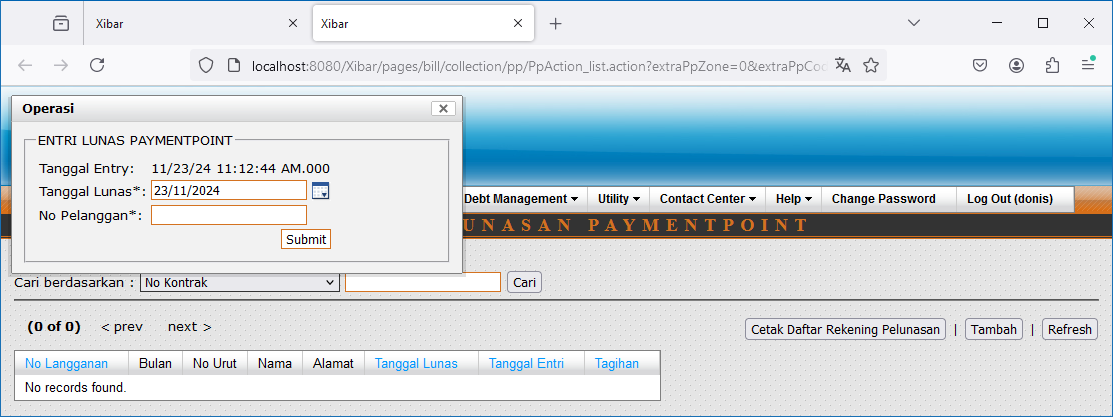 Xibar
Xibar
localhost:8080/Xibar/pages/bill/collection/pp/PpAction_list.action?extraPpZone=0&extraPpCoc
Operasi
ENTRI LUNAS PAYMENTPOINT
Tanggal Entry: 11/23/24 11:12:44 AM.000
Tanggal Lunas*: 23/11/2024
No Pelanggan*:
Submit
Debt Management Utility Contact Center Help Change Password Log Out (donis)
UNASAN PAYMENTPOINT
Cari berdasarkan : No Kontrak Cari
(0 of 0) < prev next > Cetak Daftar Rekening Pelunasan | Tambah | Refresh
No Langganan Bulan No Urut Nama Alamat Tanggal Lunas Tanggal Entri Tagihan
No records found.